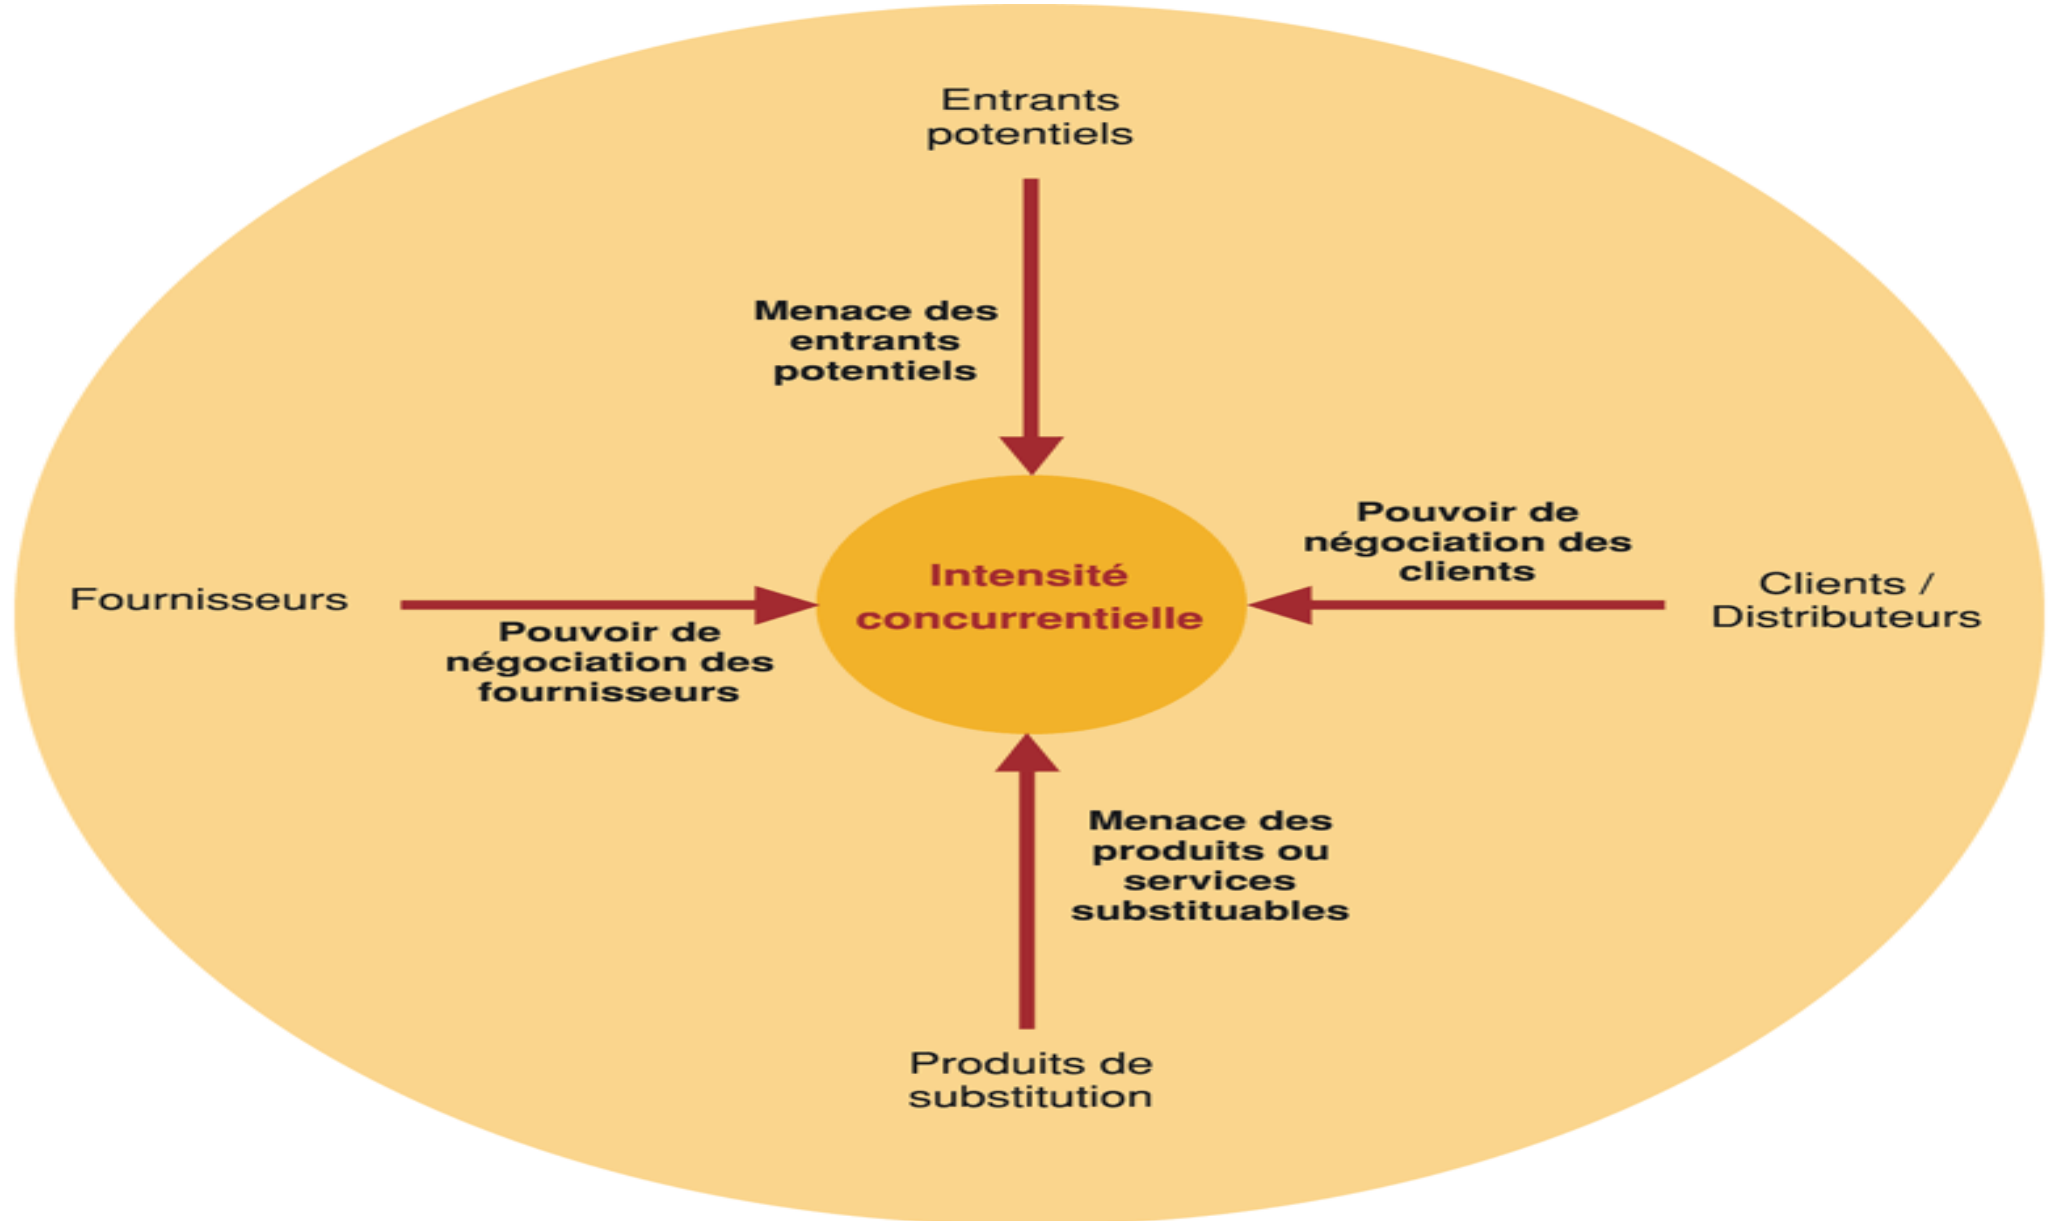 Entrants
potentiels
Menace des
entrants
potentiels
Pouvoir de
négociation des
clients
Intensité
concurrentielle
Clients /
Distributeurs
Fournisseurs
Pouvoir de
négociation des
fournisseurs
Menace des
produits ou
services
substituables
Produits de
substitution